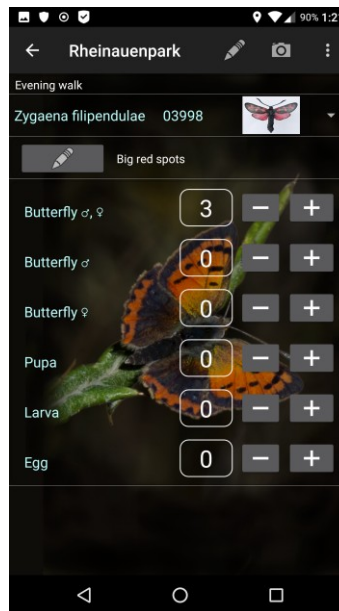 90% 1:2
Rheinauenpark
Evening walk
Zygaena filipendulae 03998
Big red spots
Butterfly ♂, ♀ 3
Butterfly ♂ 0
Butterfly ♀ 0
Pupa 0
Larva 0
Egg 0